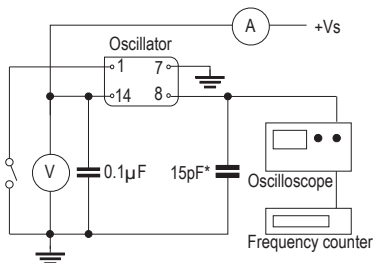 A
+Vs
Oscillator
1
7
14
8
V
0.1µF
15pF*
Oscilloscope
Frequency counter